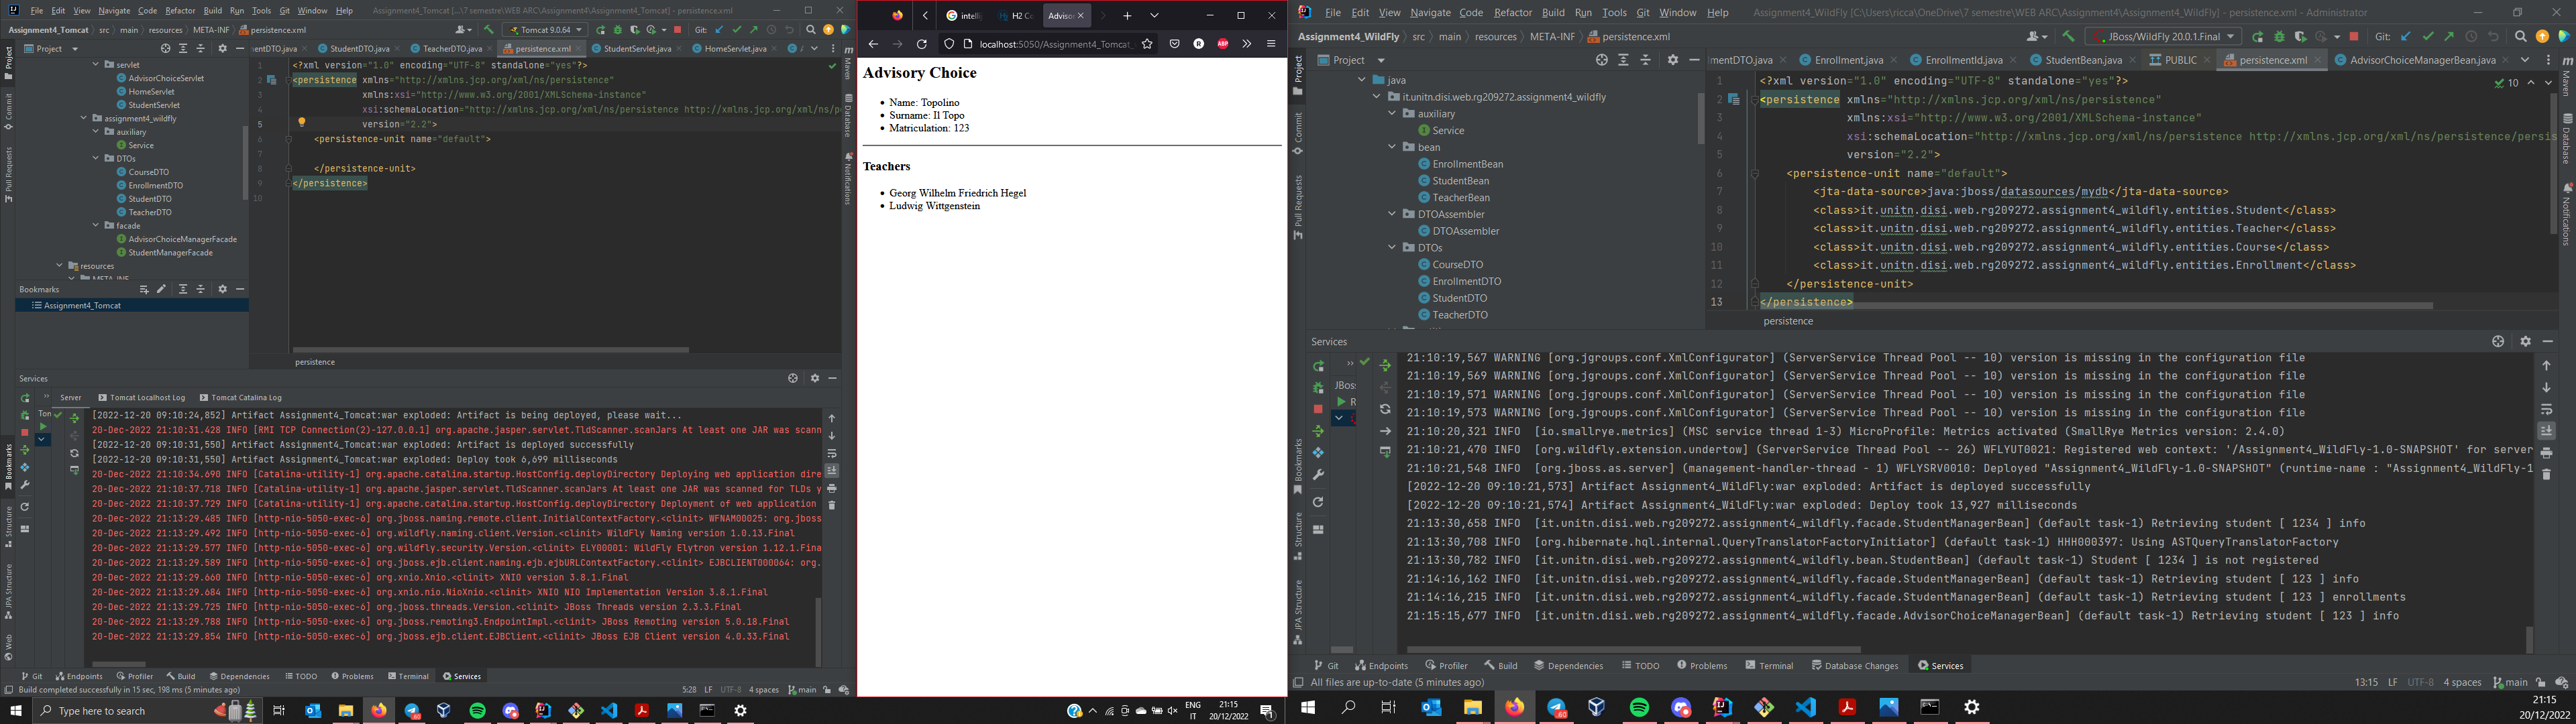 File Edit View Navigate Code Refactor Build Run Tools Git Window Help Assignment4_Tomcat [...\7 semestre\WEB ARC\Assignment4\Assignment4_Tomcat] - persistence.xml
Assignment4_Tomcat src main resources META-INF persistence.xml Tomcat 9.0.64 Git:
Project
entDTO.java StudentDTO.java TeacherDTO.java persistence.xml StudentServlet.java HomeServlet.java
servlet
AdvisorChoiceServlet
HomeServlet
StudentServlet
assignment4_wildfly
auxiliary
Service
DTOs
CourseDTO
EnrollmentDTO
StudentDTO
TeacherDTO
facade
AdvisorChoiceManagerFacade
StudentManagerFacade
resources
META-INF
Bookmarks
Assignment4_Tomcat
1 <?xml version="1.0" encoding="UTF-8" standalone="yes"?>
2 <persistence xmlns="http://xmlns.jcp.org/xml/ns/persistence"
3 xmlns:xsi="http://www.w3.org/2001/XMLSchema-instance"
4 xsi:schemaLocation="http://xmlns.jcp.org/xml/ns/persistence http://xmlns.jcp.org/xml/ns/p
5 version="2.2">
6 <persistence-unit name="default">
7
8 </persistence-unit>
9 </persistence>
10
persistence
Services
Server Tomcat Localhost Log Tomcat Catalina Log
[2022-12-20 09:10:24,852] Artifact Assignment4_Tomcat:war exploded: Artifact is being deployed, please wait...
20-Dec-2022 21:10:31.428 INFO [RMI TCP Connection(2)-127.0.0.1] org.apache.jasper.servlet.TldScanner.scanJars At least one JAR was scann
[2022-12-20 09:10:31,550] Artifact Assignment4_Tomcat:war exploded: Artifact is deployed successfully
[2022-12-20 09:10:31,550] Artifact Assignment4_Tomcat:war exploded: Deploy took 6,699 milliseconds
20-Dec-2022 21:10:34.690 INFO [Catalina-utility-1] org.apache.catalina.startup.HostConfig.deployDirectory Deploying web application dire
20-Dec-2022 21:10:37.718 INFO [Catalina-utility-1] org.apache.jasper.servlet.TldScanner.scanJars At least one JAR was scanned for TLDs y
20-Dec-2022 21:10:37.729 INFO [Catalina-utility-1] org.apache.catalina.startup.HostConfig.deployDirectory Deployment of web application
20-Dec-2022 21:13:29.485 INFO [http-nio-5050-exec-6] org.jboss.naming.remote.client.InitialContextFactory.<clinit> WFNAM00025: org.jboss
20-Dec-2022 21:13:29.492 INFO [http-nio-5050-exec-6] org.wildfly.naming.client.Version.<clinit> WildFly Naming version 1.0.13.Final
20-Dec-2022 21:13:29.577 INFO [http-nio-5050-exec-6] org.wildfly.security.Version.<clinit> ELY00001: WildFly Elytron version 1.12.1.Fina
20-Dec-2022 21:13:29.589 INFO [http-nio-5050-exec-6] org.jboss.ejb.client.naming.ejb.ejbURLContextFactory.<clinit> EJBCLIENT000064: org.
20-Dec-2022 21:13:29.660 INFO [http-nio-5050-exec-6] org.xnio.Xnio.<clinit> XNIO version 3.8.1.Final
20-Dec-2022 21:13:29.684 INFO [http-nio-5050-exec-6] org.xnio.nio.NioXnio.<clinit> XNIO NIO Implementation Version 3.8.1.Final
20-Dec-2022 21:13:29.725 INFO [http-nio-5050-exec-6] org.jboss.threads.Version.<clinit> JBoss Threads version 2.3.3.Final
20-Dec-2022 21:13:29.788 INFO [http-nio-5050-exec-6] org.jboss.remoting3.EndpointImpl.<clinit> JBoss Remoting version 5.0.18.Final
20-Dec-2022 21:13:29.854 INFO [http-nio-5050-exec-6] org.jboss.ejb.client.EJBClient.<clinit> JBoss EJB Client version 4.0.33.Final
Git Endpoints Profiler Build Dependencies TODO Problems Terminal Services
Build completed successfully in 15 sec, 198 ms (5 minutes ago) 5:28 LF UTF-8 4 spaces main
Type here to search ENG IT 21:15 20/12/2022
intellij H2 Co Advisor
localhost:5050/Assignment4_Tomcat_
Advisory Choice
Name: Topolino
Surname: Il Topo
Matriculation: 123
Teachers
Georg Wilhelm Friedrich Hegel
Ludwig Wittgenstein
File Edit View Navigate Code Refactor Build Run Tools Git Window Help Assignment4_WildFly [C:\Users\ricca\OneDrive\7 semestre\WEB ARC\Assignment4\Assignment4_WildFly] - persistence.xml - Administrator
Assignment4_WildFly src main resources META-INF persistence.xml JBoss/WildFly 20.0.1.Final Git:
Project
mentDTO.java Enrollment.java EnrollmentId.java StudentBean.java PUBLIC persistence.xml AdvisorChoiceManagerBean.java
java
it.unitn.disi.web.rg209272.assignment4_wildfly
auxiliary
Service
bean
EnrollmentBean
StudentBean
TeacherBean
DTOAssembler
DTOAssembler
DTOs
CourseDTO
EnrollmentDTO
StudentDTO
TeacherDTO
1 <?xml version="1.0" encoding="UTF-8" standalone="yes"?>
2 <persistence xmlns="http://xmlns.jcp.org/xml/ns/persistence"
3 xmlns:xsi="http://www.w3.org/2001/XMLSchema-instance"
4 xsi:schemaLocation="http://xmlns.jcp.org/xml/ns/persistence http://xmlns.jcp.org/xml/ns/persistence/pers
5 version="2.2">
6 <persistence-unit name="default">
7 <jta-data-source>java:jboss/datasources/mydb</jta-data-source>
8 <class>it.unitn.disi.web.rg209272.assignment4_wildfly.entities.Student</class>
9 <class>it.unitn.disi.web.rg209272.assignment4_wildfly.entities.Teacher</class>
10 <class>it.unitn.disi.web.rg209272.assignment4_wildfly.entities.Course</class>
11 <class>it.unitn.disi.web.rg209272.assignment4_wildfly.entities.Enrollment</class>
12 </persistence-unit>
13 </persistence>
persistence
Services
21:10:19,567 WARNING [org.jgroups.conf.XmlConfigurator] (ServerService Thread Pool -- 10) version is missing in the configuration file
21:10:19,569 WARNING [org.jgroups.conf.XmlConfigurator] (ServerService Thread Pool -- 10) version is missing in the configuration file
21:10:19,571 WARNING [org.jgroups.conf.XmlConfigurator] (ServerService Thread Pool -- 10) version is missing in the configuration file
21:10:19,573 WARNING [org.jgroups.conf.XmlConfigurator] (ServerService Thread Pool -- 10) version is missing in the configuration file
21:10:20,321 INFO [io.smallrye.metrics] (MSC service thread 1-3) MicroProfile: Metrics activated (SmallRye Metrics version: 2.4.0)
21:10:21,470 INFO [org.wildfly.extension.undertow] (ServerService Thread Pool -- 26) WFLYUT0021: Registered web context: '/Assignment4_WildFly-1.0-SNAPSHOT' for server
21:10:21,548 INFO [org.jboss.as.server] (management-handler-thread - 1) WFLYSRV0010: Deployed "Assignment4_WildFly-1.0-SNAPSHOT" (runtime-name : "Assignment4_WildFly-1
[2022-12-20 09:10:21,573] Artifact Assignment4_WildFly:war exploded: Artifact is deployed successfully
[2022-12-20 09:10:21,574] Artifact Assignment4_WildFly:war exploded: Deploy took 13,927 milliseconds
21:13:30,658 INFO [it.unitn.disi.web.rg209272.assignment4_wildfly.facade.StudentManagerBean] (default task-1) Retrieving student [ 1234 ] info
21:13:30,708 INFO [org.hibernate.hql.internal.QueryTranslatorFactoryInitiator] (default task-1) HHH000397: Using ASTQueryTranslatorFactory
21:13:30,782 INFO [it.unitn.disi.web.rg209272.assignment4_wildfly.bean.StudentBean] (default task-1) Student [ 1234 ] is not registered
21:14:16,162 INFO [it.unitn.disi.web.rg209272.assignment4_wildfly.facade.StudentManagerBean] (default task-1) Retrieving student [ 123 ] info
21:14:16,215 INFO [it.unitn.disi.web.rg209272.assignment4_wildfly.facade.StudentManagerBean] (default task-1) Retrieving student [ 123 ] enrollments
21:15:15,677 INFO [it.unitn.disi.web.rg209272.assignment4_wildfly.facade.AdvisorChoiceManagerBean] (default task-1) Retrieving student [ 123 ] info
Git Endpoints Profiler Build Dependencies TODO Problems Terminal Database Changes Services
All files are up-to-date (5 minutes ago) 13:15 LF UTF-8 4 spaces main
21:15
20/12/2022